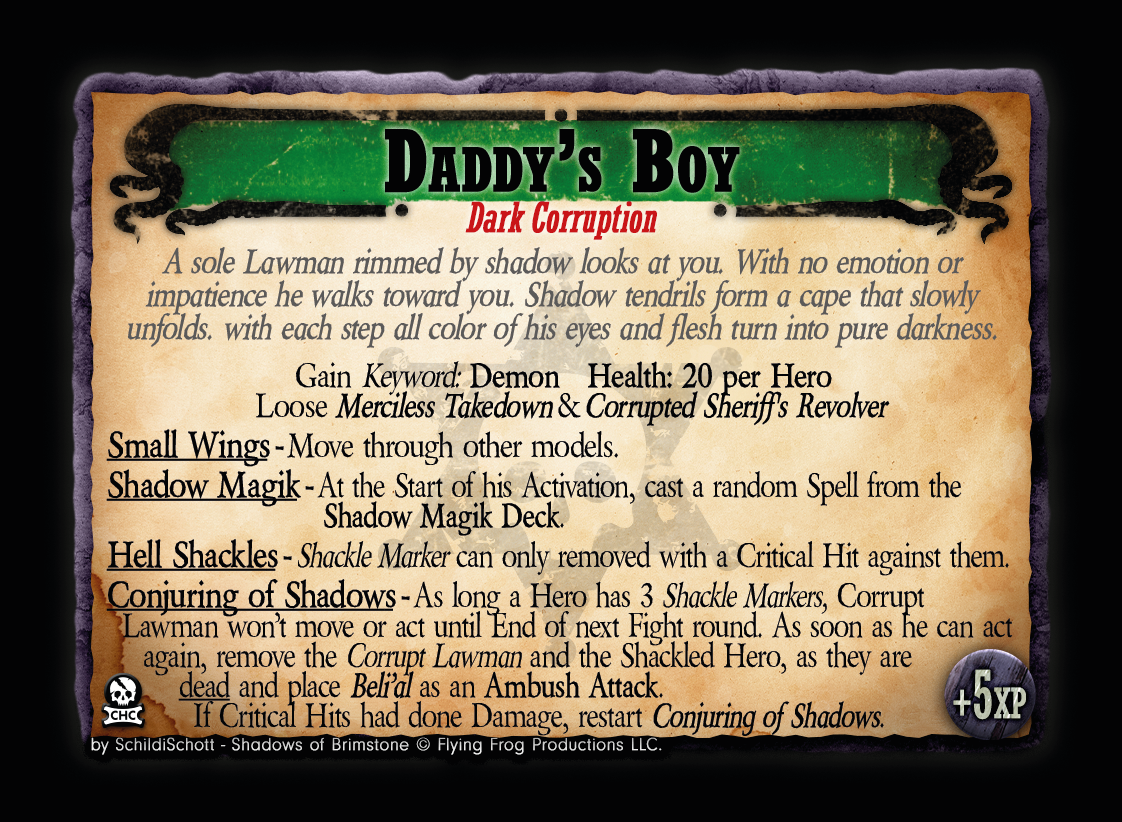 Daddy's Boy
Dark Corruption
A sole Lawman rimmed by shadow looks at you. With no emotion or
impatience he walks toward you. Shadow tendrils form a cape that slowly
unfolds. with each step all color of his eyes and flesh turn into pure darkness.
Gain Keyword: Demon Health: 20 per Hero
Loose Merciless Takedown & Corrupted Sheriff's Revolver
Small Wings - Move through other models.
Shadow Magik - At the Start of his Activation, cast a random Spell from the
Shadow Magik Deck.
Hell Shackles - Shackle Marker can only removed with a Critical Hit against them.
Conjuring of Shadows - As long a Hero has 3 Shackle Markers, Corrupt
Lawman won't move or act until End of next Fight round. As soon as he can act
again, remove the Corrupt Lawman and the Shackled Hero, as they are
dead and place Beli'al as an Ambush Attack.
If Critical Hits had done Damage, restart Conjuring of Shadows.
CHC
+5XP
by SchildiSchott - Shadows of Brimstone © Flying Frog Productions LLC.